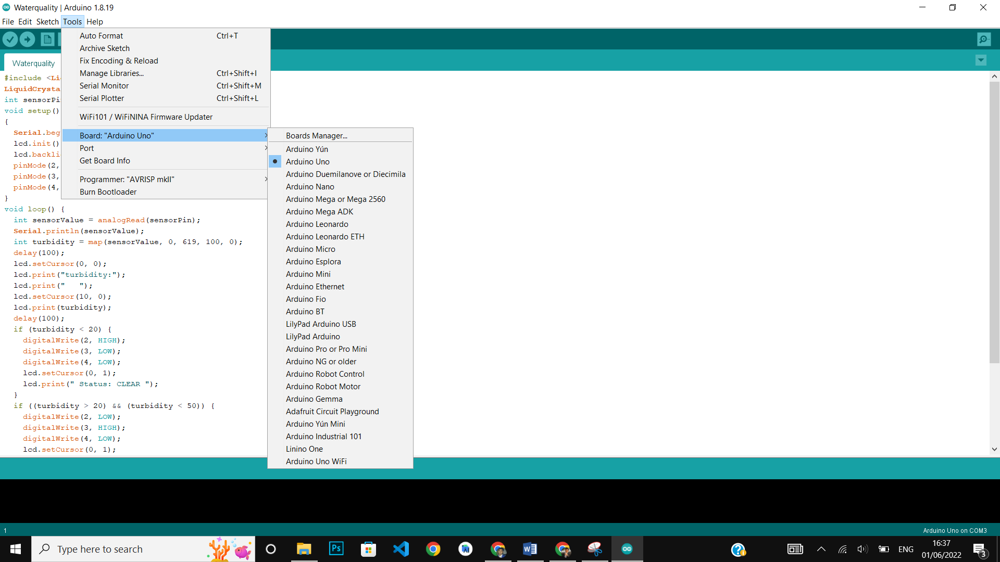 Waterquality | Arduino 1.8.19
File Edit Sketch Tools Help
Auto Format Ctrl+T
Archive Sketch
Fix Encoding & Reload
Manage Libraries... Ctrl+Shift+I
Serial Monitor Ctrl+Shift+M
Serial Plotter Ctrl+Shift+L
WiFi101 / WiFiNINA Firmware Updater
Board: "Arduino Uno"
Port
Get Board Info
Programmer: "AVRISP mkII"
Burn Bootloader
Boards Manager...
Arduino Yún
Arduino Uno
Arduino Duemilanove or Diecimila
Arduino Nano
Arduino Mega or Mega 2560
Arduino Mega ADK
Arduino Leonardo
Arduino Leonardo ETH
Arduino Micro
Arduino Esplora
Arduino Mini
Arduino Ethernet
Arduino Fio
Arduino BT
LilyPad Arduino USB
LilyPad Arduino
Arduino Pro or Pro Mini
Arduino NG or older
Arduino Robot Control
Arduino Robot Motor
Arduino Gemma
Adafruit Circuit Playground
Arduino Yún Mini
Arduino Industrial 101
Linino One
Arduino Uno WiFi
Waterquality
#include <Li
LiquidCrysta
int sensorPi
void setup()
{
Serial.beg
lcd.init()
lcd.backli
pinMode(2,
pinMode(3,
pinMode(4,
}
void loop() {
int sensorValue = analogRead(sensorPin);
Serial.println(sensorValue);
int turbidity = map(sensorValue, 0, 619, 100, 0);
delay(100);
lcd.setCursor(0, 0);
lcd.print("turbidity:");
lcd.print("   ");
lcd.setCursor(10, 0);
lcd.print(turbidity);
delay(100);
if (turbidity < 20) {
digitalWrite(2, HIGH);
digitalWrite(3, LOW);
digitalWrite(4, LOW);
lcd.setCursor(0, 1);
lcd.print(" Status: CLEAR ");
}
if ((turbidity > 20) && (turbidity < 50)) {
digitalWrite(2, LOW);
digitalWrite(3, HIGH);
digitalWrite(4, LOW);
lcd.setCursor(0, 1);
1
Arduino Uno on COM3
Type here to search
Ps
W
ENG
16:37
01/06/2022
3